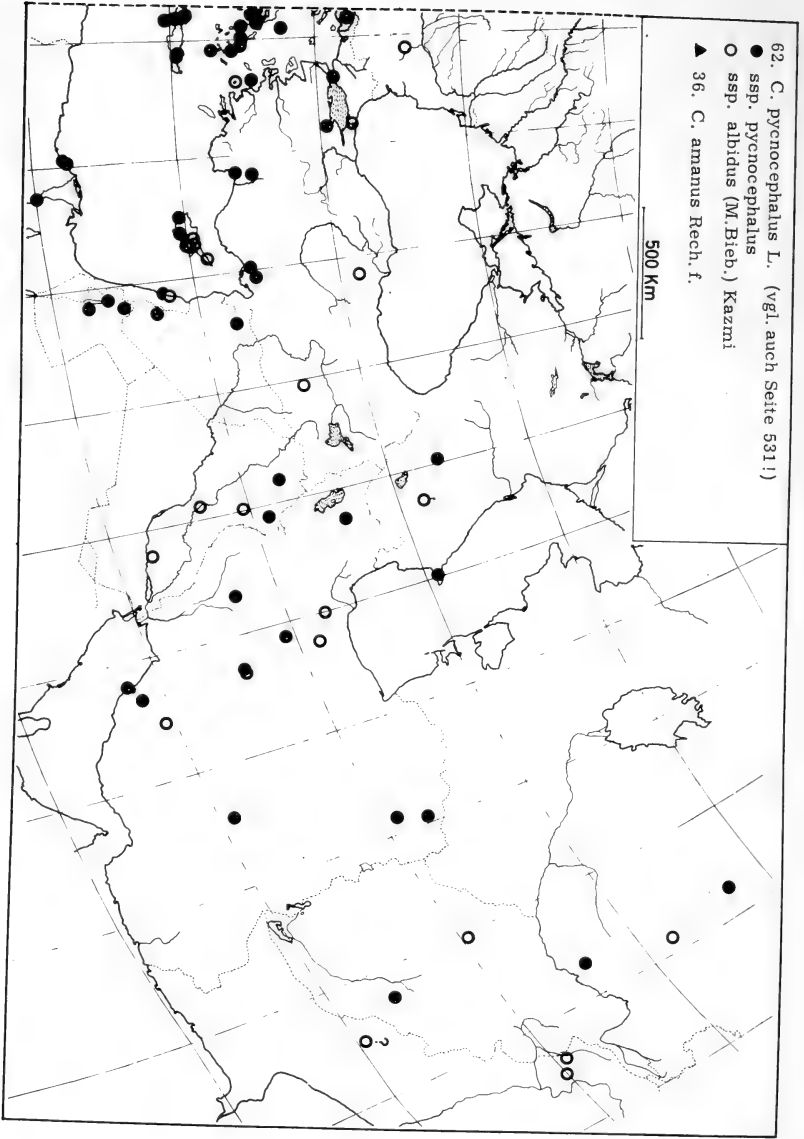 62. C. pycnocephalus L. (vgl. auch Seite 531!)
● ssp. pycnocephalus
○ ssp. albidus (M.Bieb.) Kazmi
▲ 36. C. amanus Rech. f.
500 Km
?